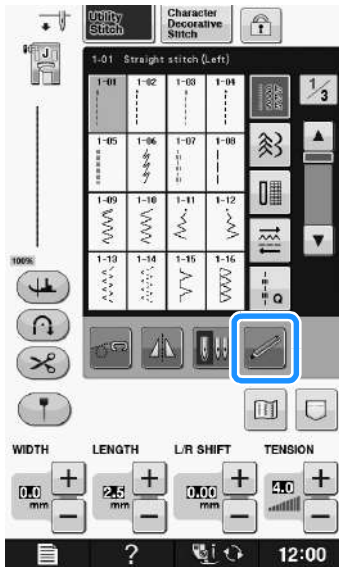 Utility
Stitch
Character
Decorative
Stitch
J
1-01 Straight stitch (Left)
1-01 1-02 1-03 1-04
1/3
1-05 1-06 1-07 1-08
1-09 1-10 1-11 1-12
1-13 1-14 1-15 1-16
100%
Q
WIDTH LENGTH L/R SHIFT TENSION
0.0 mm + − 2.5 mm + − 0.00 mm + − 4.0 + −
? 12:00